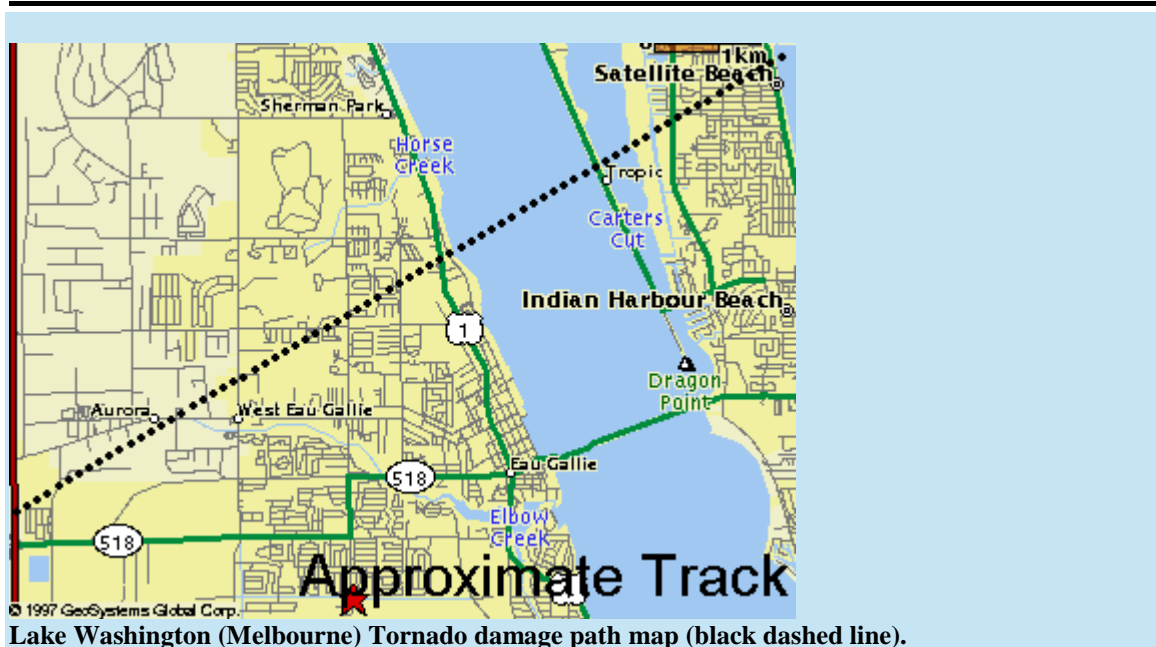 1km
Satellite Beach
Sherman Park
Horse
Creek
Tropic
Carters
Cut
Indian Harbour Beach
1
Dragon
Point
Aurora
West Eau Gallie
Eau Gallie
518
Elbow
Creek
518
Approximate Track
© 1997 GeoSystems Global Corp.
Lake Washington (Melbourne) Tornado damage path map (black dashed line).